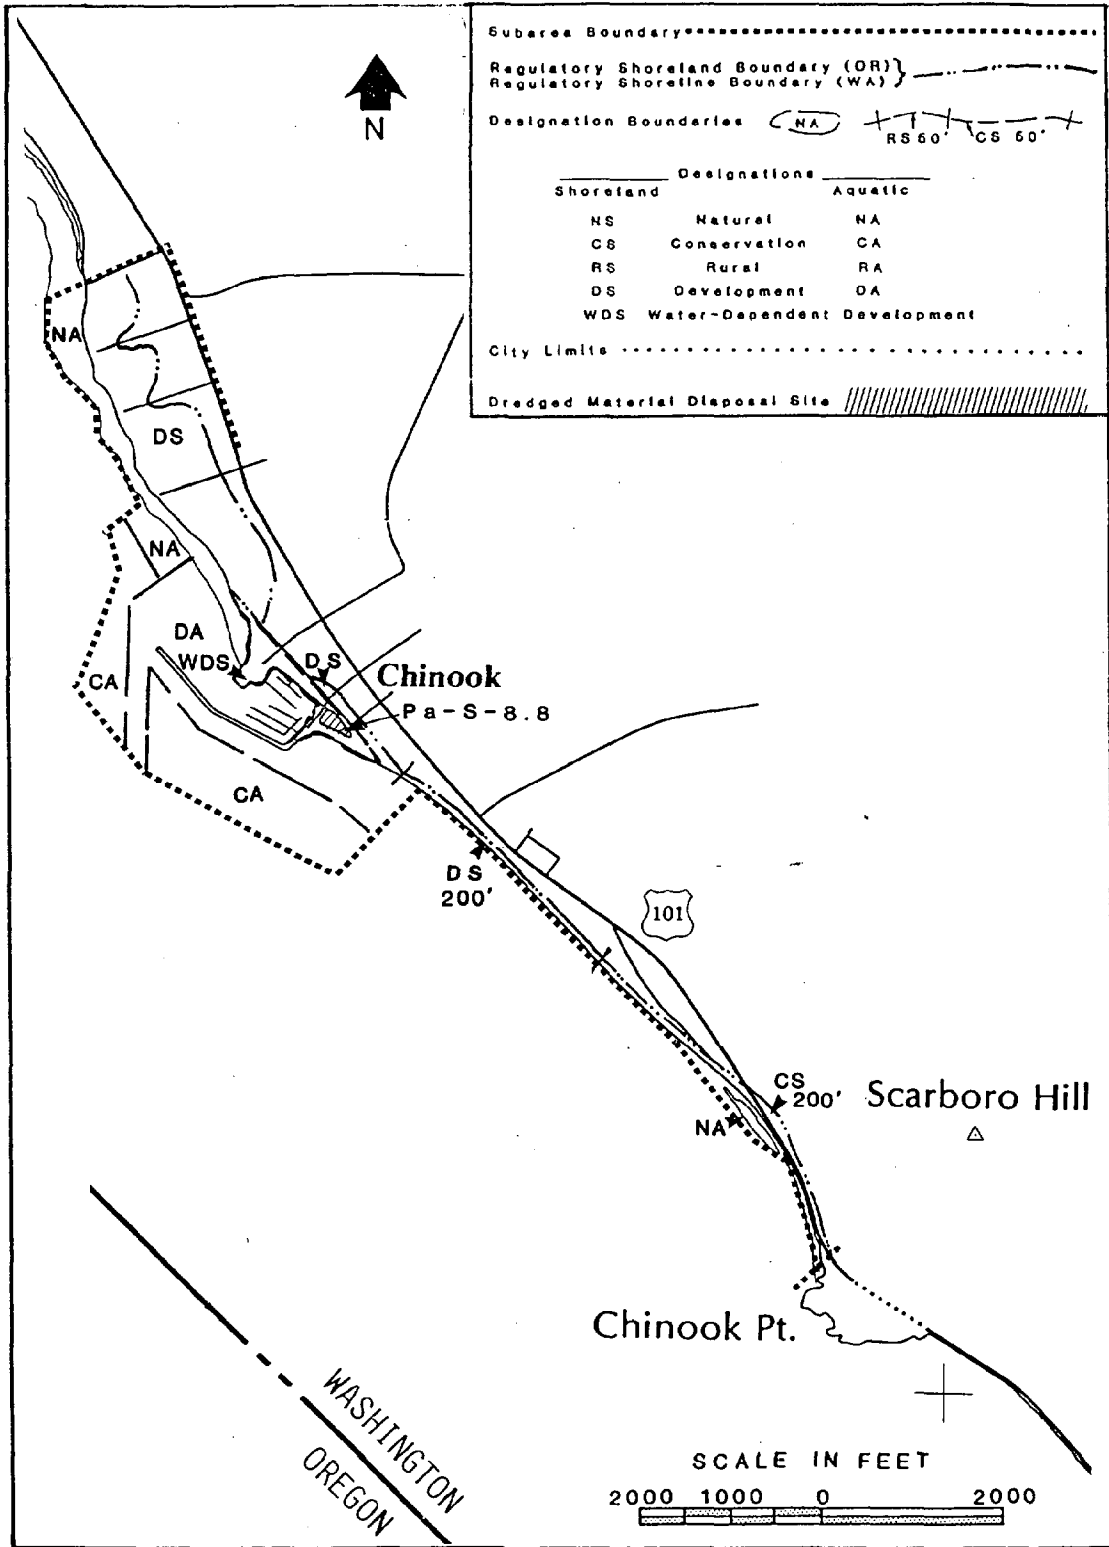 Subarea Boundary
Regulatory Shoreland Boundary (OR)
Regulatory Shoreline Boundary (WA)
Designation Boundaries NA RS 50' CS 50'
Designations
Shoreland Aquatic
NS Natural NA
CS Conservation CA
RS Rural RA
DS Development DA
WDS Water-Dependent Development
City Limits
Dredged Material Disposal Site
N
NA
DS
NA
DA
WDS
DS
Chinook
Pa-S-8.8
CA
CA
DS
200'
101
CS
200'
Scarboro Hill
NA
Chinook Pt.
WASHINGTON
OREGON
SCALE IN FEET
2000 1000 0 2000